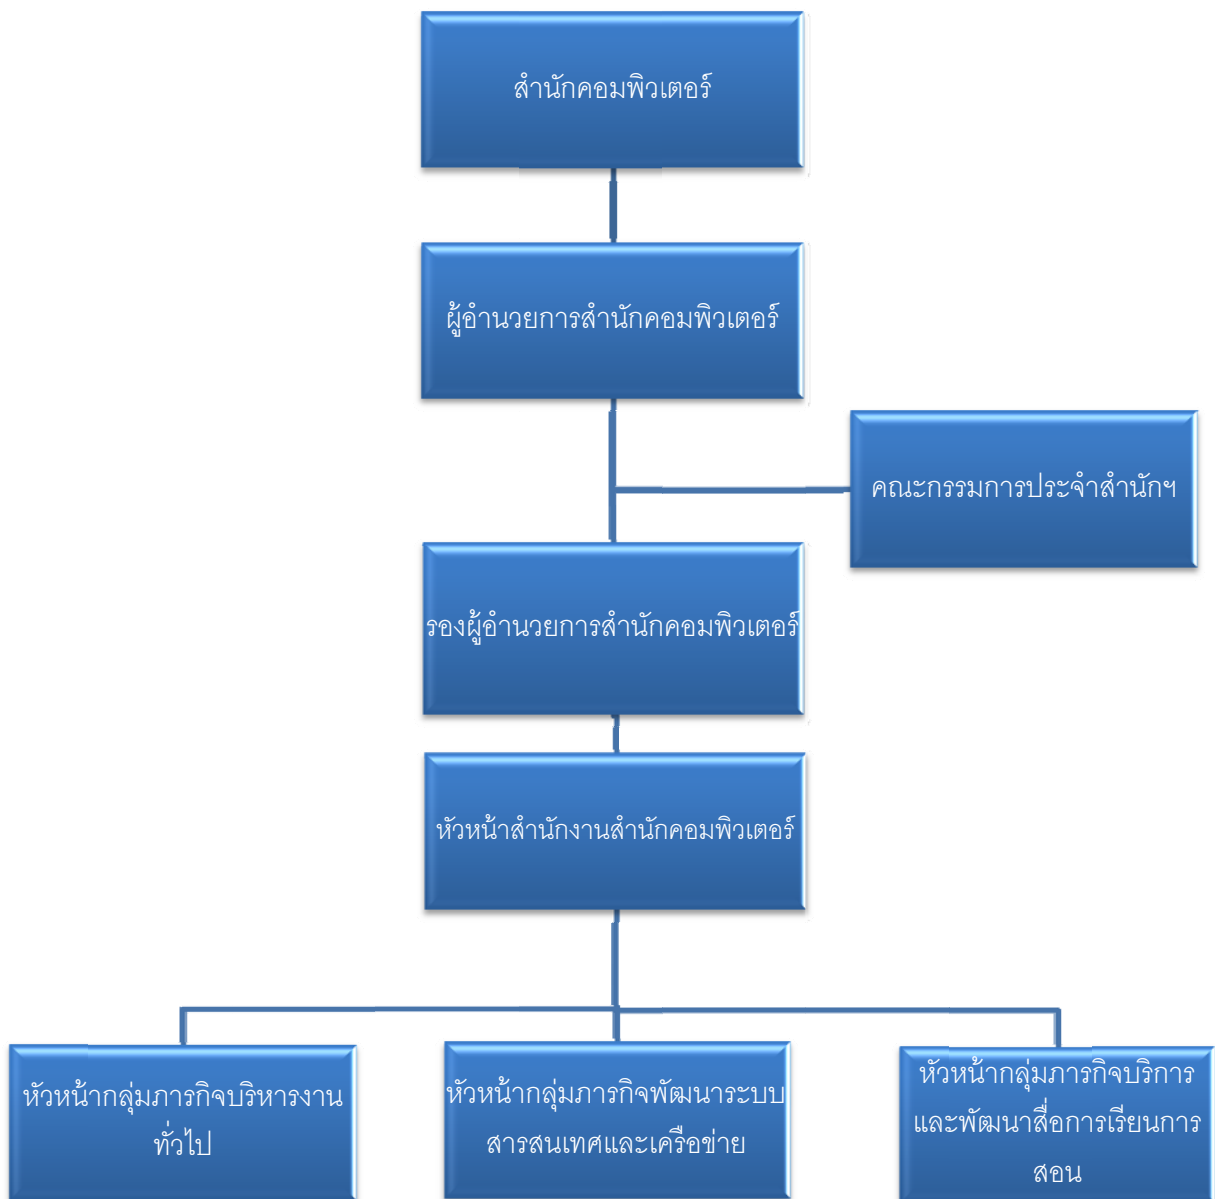 สำนักคอมพิวเตอร์
ผู้อำนวยการสำนักคอมพิวเตอร์
คณะกรรมการประจำสำนักฯ
รองผู้อำนวยการสำนักคอมพิวเตอร์
หัวหน้าสำนักงานสำนักคอมพิวเตอร์
หัวหน้ากลุ่มภารกิจบริหารงาน
ทั่วไป
หัวหน้ากลุ่มภารกิจพัฒนาระบบ
สารสนเทศและเครือข่าย
หัวหน้ากลุ่มภารกิจบริการ
และพัฒนาสื่อการเรียนการ
สอน